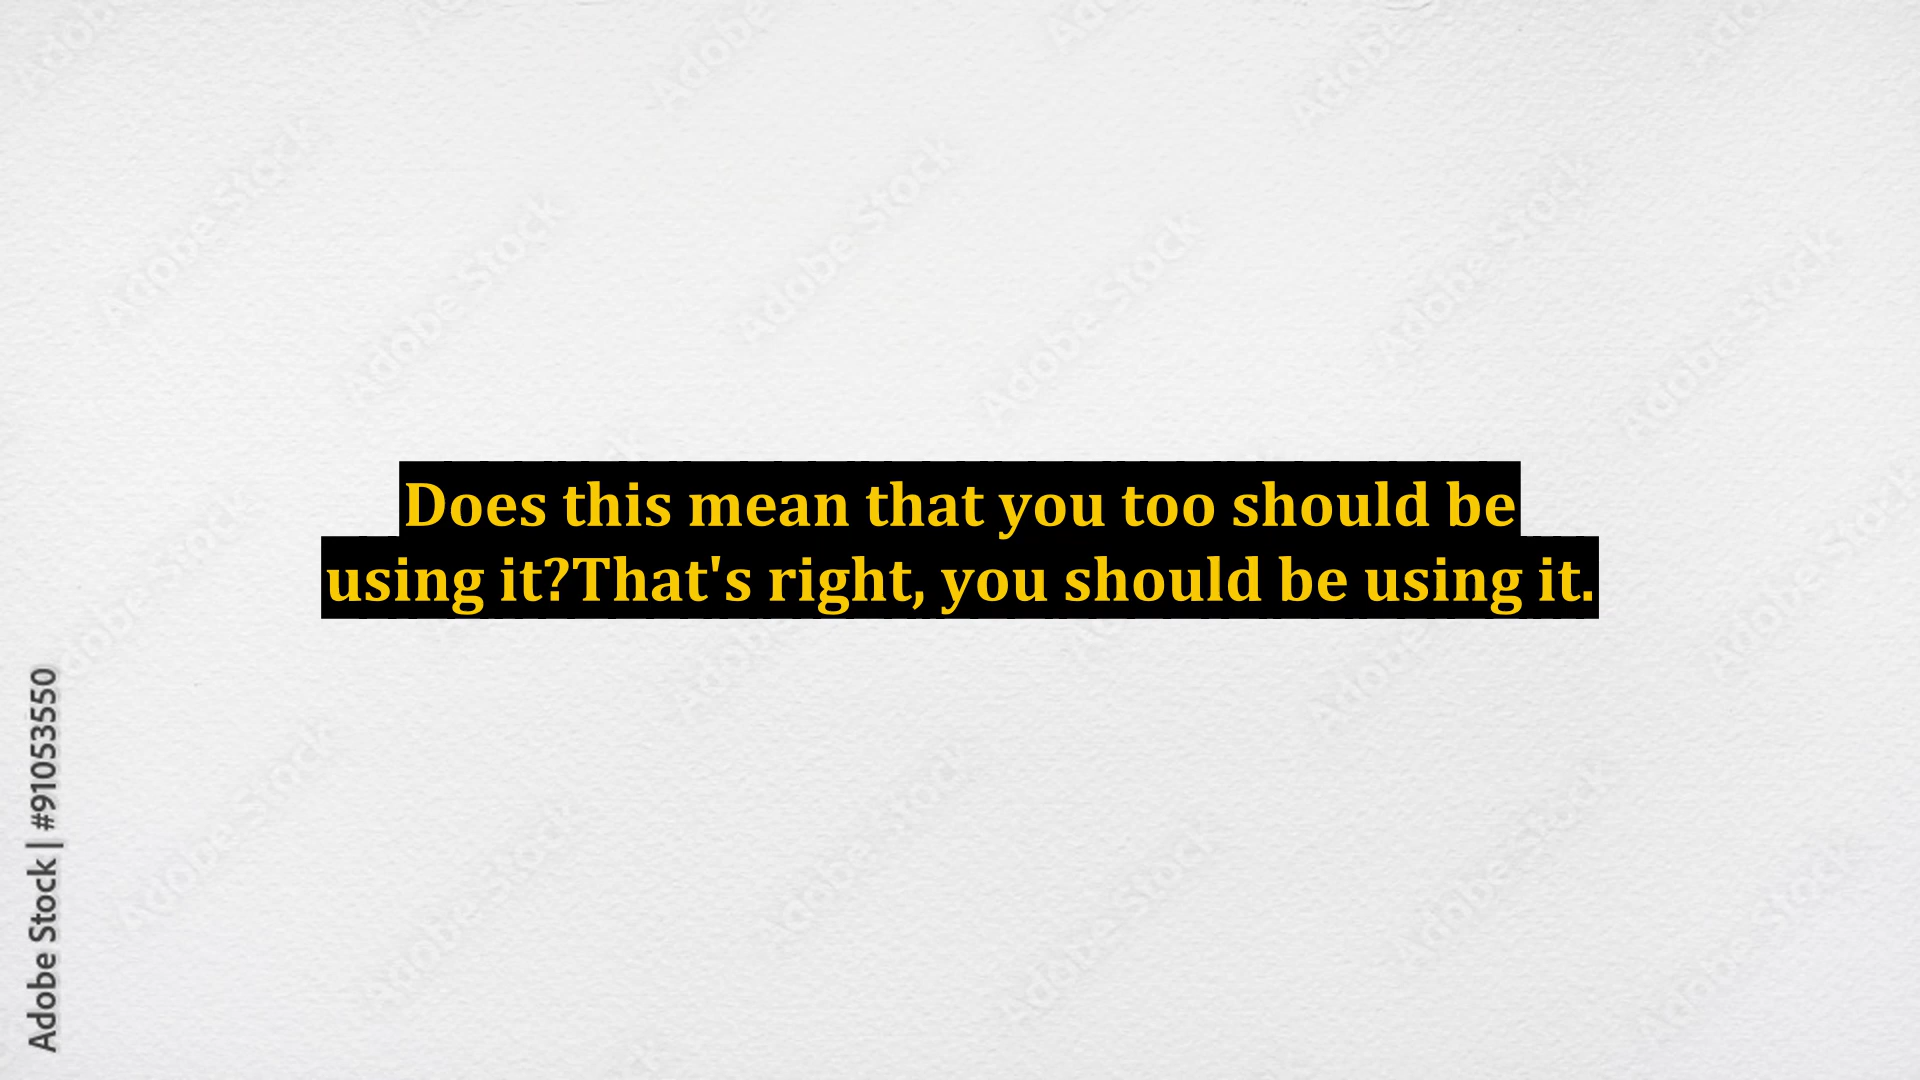 Does this mean that you too should be
using it?That's right, you should be using it.
Adobe Stock | #910535550